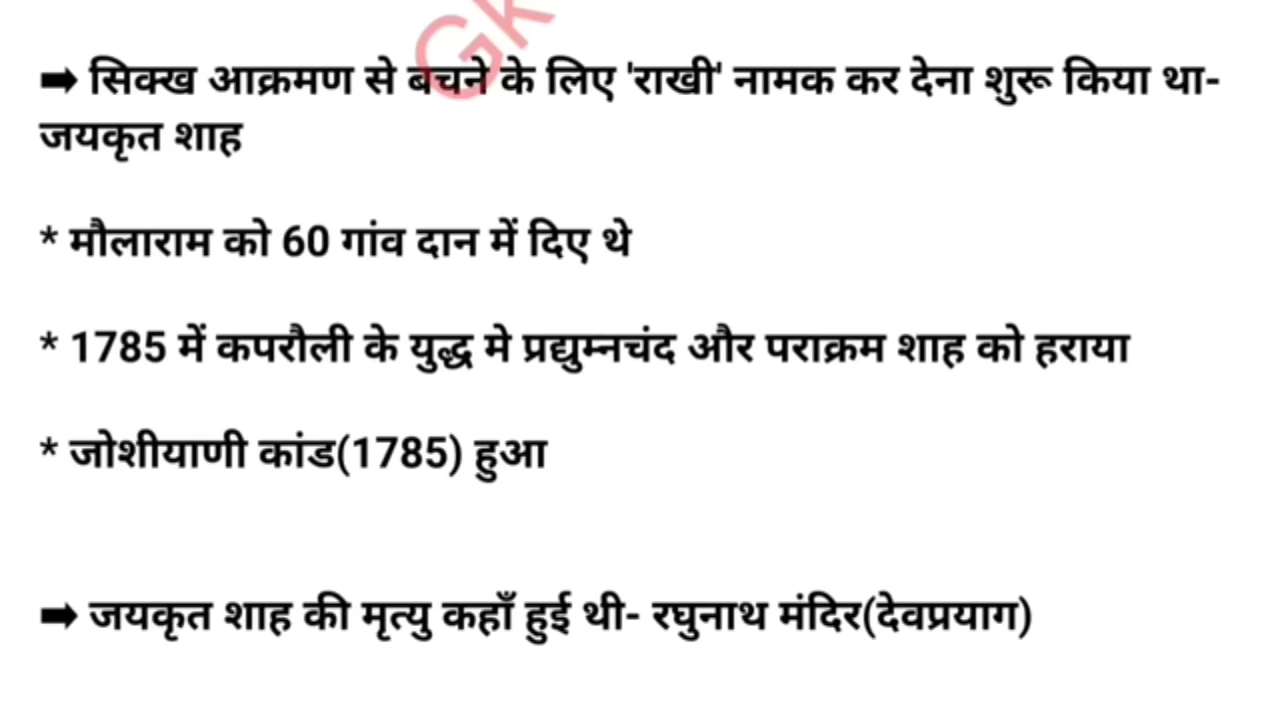 Gk
➡ सिक्ख आक्रमण से बचने के लिए 'राखी' नामक कर देना शुरू किया था-
जयकृत शाह
* मौलाराम को 60 गांव दान में दिए थे
* 1785 में कपरौली के युद्ध मे प्रद्युम्नचंद और पराक्रम शाह को हराया
* जोशीयाणी कांड(1785) हुआ
➡ जयकृत शाह की मृत्यु कहाँ हुई थी- रघुनाथ मंदिर(देवप्रयाग)